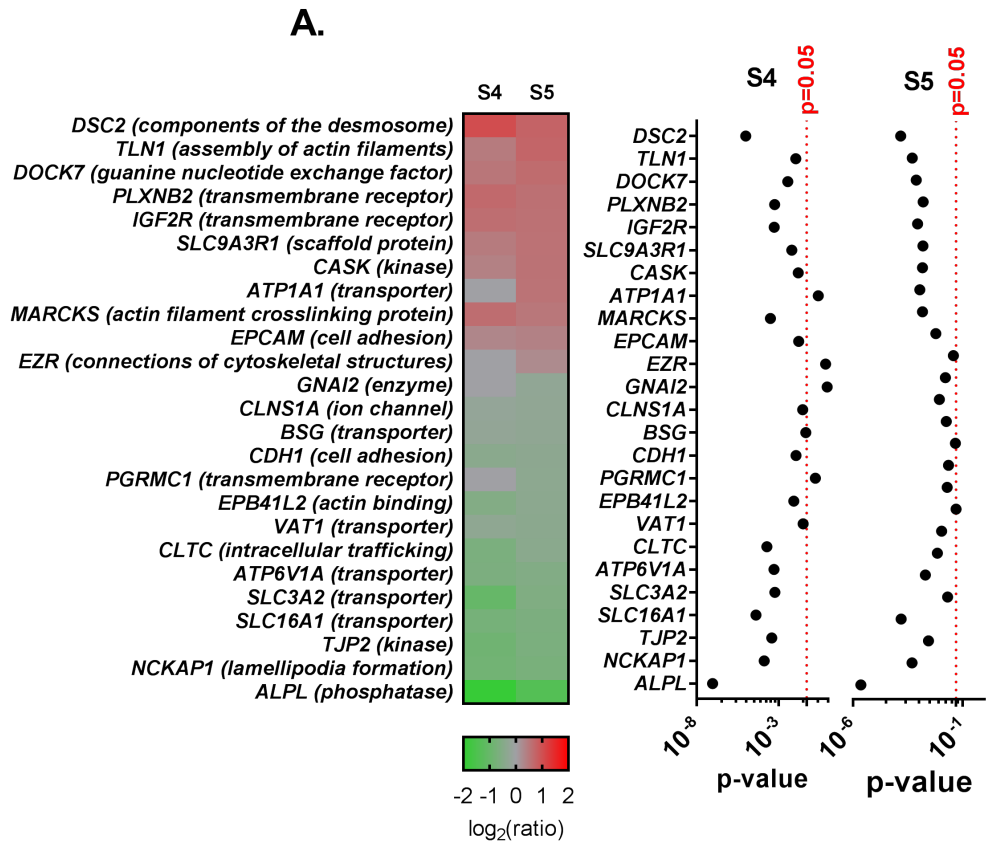 A.
S4 S5
DSC2 (components of the desmosome)
TLN1 (assembly of actin filaments)
DOCK7 (guanine nucleotide exchange factor)
PLXNB2 (transmembrane receptor)
IGF2R (transmembrane receptor)
SLC9A3R1 (scaffold protein)
CASK (kinase)
ATP1A1 (transporter)
MARCKS (actin filament crosslinking protein)
EPCAM (cell adhesion)
EZR (connections of cytoskeletal structures)
GNAI2 (enzyme)
CLNS1A (ion channel)
BSG (transporter)
CDH1 (cell adhesion)
PGRMC1 (transmembrane receptor)
EPB41L2 (actin binding)
VAT1 (transporter)
CLTC (intracellular trafficking)
ATP6V1A (transporter)
SLC3A2 (transporter)
SLC16A1 (transporter)
TJP2 (kinase)
NCKAP1 (lamellipodia formation)
ALPL (phosphatase)
-2 -1 0 1 2
log2(ratio)
S4
p=0.05
S5
p=0.05
DSC2
TLN1
DOCK7
PLXNB2
IGF2R
SLC9A3R1
CASK
ATP1A1
MARCKS
EPCAM
EZR
GNAI2
CLNS1A
BSG
CDH1
PGRMC1
EPB41L2
VAT1
CLTC
ATP6V1A
SLC3A2
SLC16A1
TJP2
NCKAP1
ALPL
10-8 10-3 10-6 10-1
p-value p-value